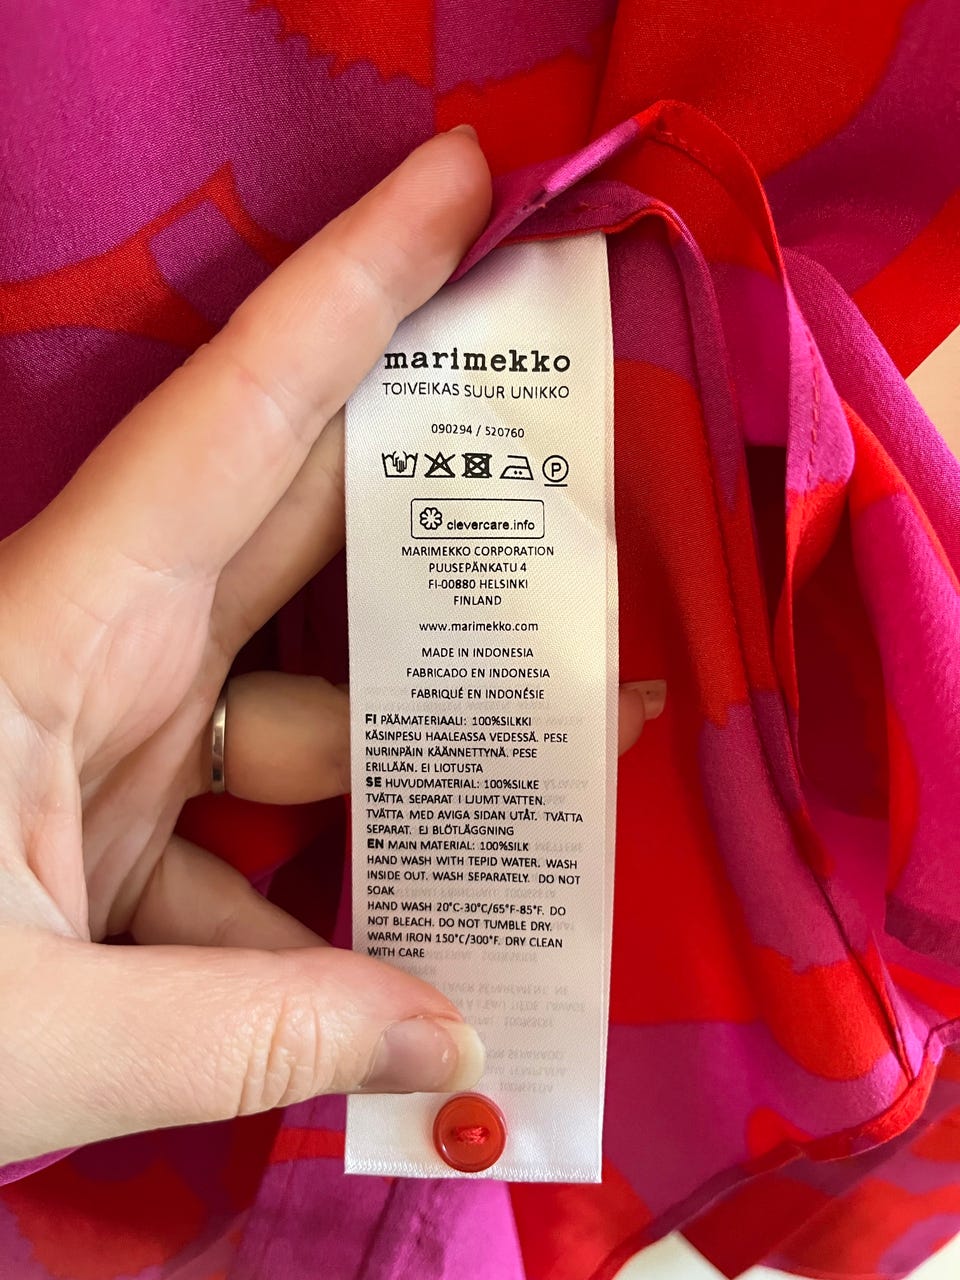 marimekko
TOIVEIKAS SUUR UNIKKO
090294 / 520760
P
clevercare.info
MARIMEKKO CORPORATION
PUUSEPÄNKATU 4
FI-00880 HELSINKI
FINLAND
www.marimekko.com
MADE IN INDONESIA
FABRICADO EN INDONESIA
FABRIQUÉ EN INDONÉSIE
FI PÄÄMATERIAALI: 100%SILKKI
KÄSINPESU HAALEASSA VEDESSÄ. PESE
NURINPÄIN KÄÄNNETTYNÄ. PESE
ERILLÄÄN. EI LIOTUSTA
SE HUVUDMATERIAL: 100%SILKE
TVÄTTA SEPARAT I LJUMT VATTEN.
TVÄTTA MED AVIGA SIDAN UTÅT. TVÄTTA
SEPARAT. EJ BLÖTLÄGGNING
EN MAIN MATERIAL: 100%SILK
HAND WASH WITH TEPID WATER. WASH
INSIDE OUT. WASH SEPARATELY. DO NOT
SOAK
HAND WASH 20°C-30°C/65°F-85°F. DO
NOT BLEACH. DO NOT TUMBLE DRY.
WARM IRON 150°C/300°F. DRY CLEAN
WITH CARE